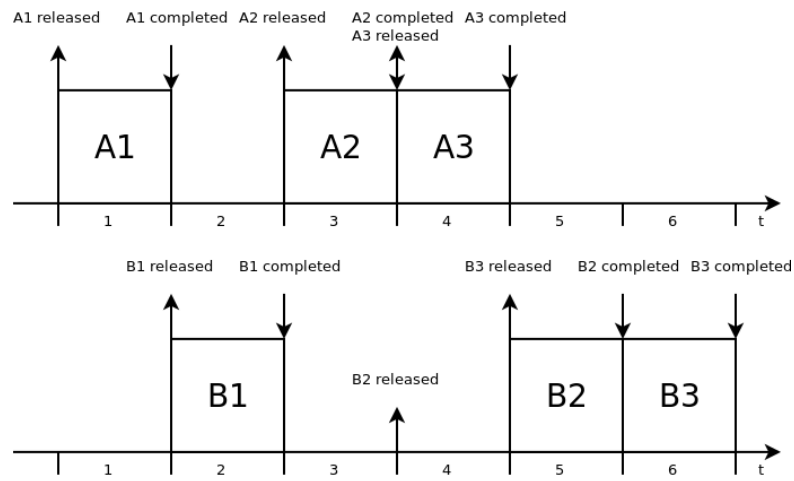 A1 released A1 completed A2 released A2 completed A3 completed
A3 released
A1 A2 A3
1 2 3 4 5 6 t
B1 released B1 completed B3 released B2 completed B3 completed
B2 released
B1 B2 B3
1 2 3 4 5 6 t